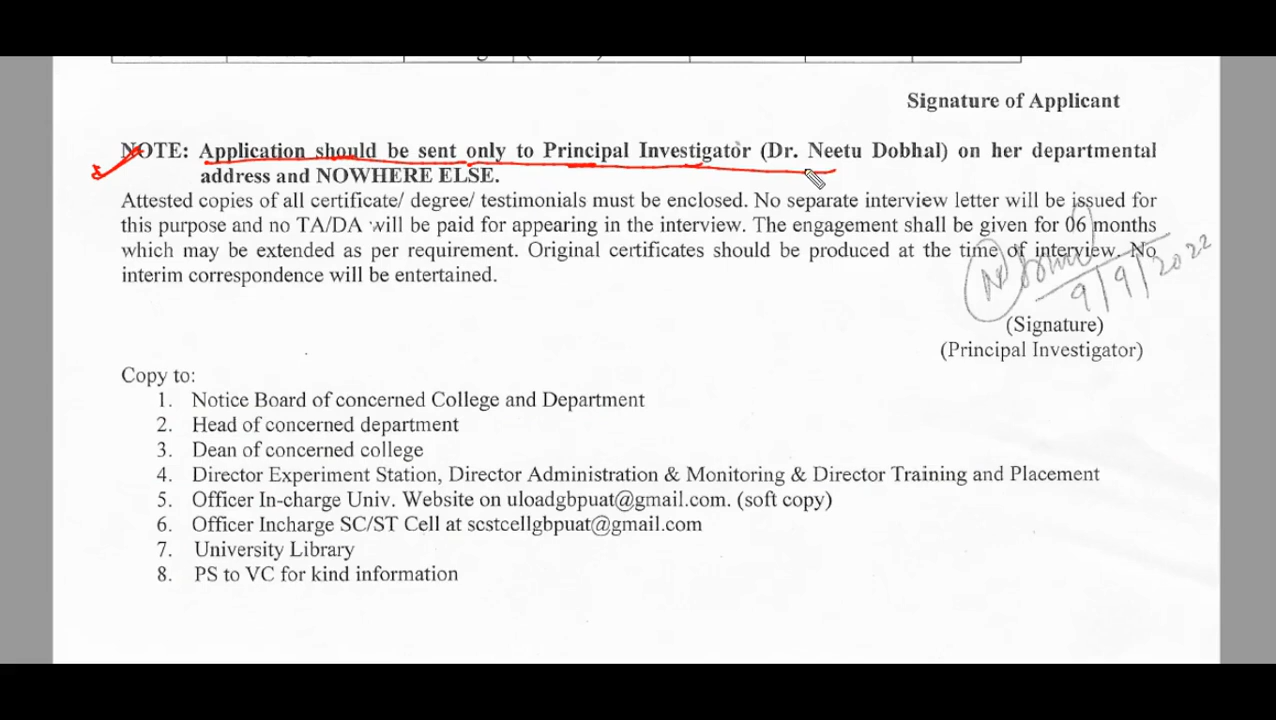 Signature of Applicant
NOTE: Application should be sent only to Principal Investigator (Dr. Neetu Dobhal) on her departmental
address and NOWHERE ELSE.
Attested copies of all certificate/ degree/ testimonials must be enclosed. No separate interview letter will be issued for
this purpose and no TA/DA will be paid for appearing in the interview. The engagement shall be given for 06 months
which may be extended as per requirement. Original certificates should be produced at the time of interview. No
interim correspondence will be entertained.
9/9/2022
(Signature)
(Principal Investigator)
Copy to:
1. Notice Board of concerned College and Department
2. Head of concerned department
3. Dean of concerned college
4. Director Experiment Station, Director Administration & Monitoring & Director Training and Placement
5. Officer In-charge Univ. Website on uloadgbpuat@gmail.com. (soft copy)
6. Officer Incharge SC/ST Cell at scstcellgbpuat@gmail.com
7. University Library
8. PS to VC for kind information